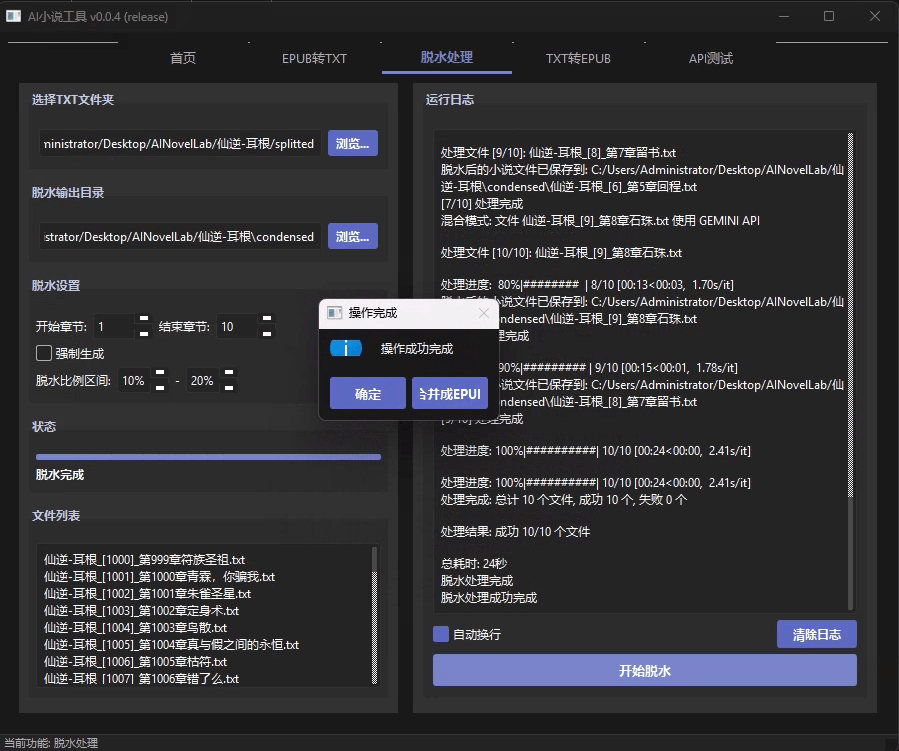 AI小说工具 v0.0.4 (release)
首页
EPUB转TXT
脱水处理
TXT转EPUB
API测试
选择TXT文件夹
ministrator/Desktop/AINovelLab/仙逆-耳根/splitted
浏览...
脱水输出目录
strator/Desktop/AINovelLab/仙逆-耳根\condensed
浏览...
脱水设置
开始章节: 1 结束章节: 10
强制生成
脱水比例区间: 10% - 20%
状态
脱水完成
文件列表
仙逆-耳根_[1000]_第999章符族圣祖.txt
仙逆-耳根_[1001]_第1000章青霖，你骗我.txt
仙逆-耳根_[1002]_第1001章朱雀圣星.txt
仙逆-耳根_[1003]_第1002章定身术.txt
仙逆-耳根_[1004]_第1003章鸟散.txt
仙逆-耳根_[1005]_第1004章真与假之间的永恒.txt
仙逆-耳根_[1006]_第1005章枯符.txt
仙逆-耳根_[1007]_第1006章错了么.txt
运行日志
处理文件 [9/10]: 仙逆-耳根_[8]_第7章留书.txt
脱水后的小说文件已保存到: C:/Users/Administrator/Desktop/AINovelLab/仙
逆-耳根\condensed\仙逆-耳根_[6]_第5章回程.txt
[7/10] 处理完成
混合模式: 文件 仙逆-耳根_[9]_第8章石珠.txt 使用 GEMINI API
处理文件 [10/10]: 仙逆-耳根_[9]_第8章石珠.txt
处理进度: 80%|######## | 8/10 [00:13<00:03, 1.70s/it]
脱水后的小说文件已保存到: C:/Users/Administrator/Desktop/AINovelLab/仙
ndensed\仙逆-耳根_[9]_第8章石珠.txt
理完成
90%|######### | 9/10 [00:15<00:01, 1.78s/it]
小说文件已保存到: C:/Users/Administrator/Desktop/AINovelLab/仙
ndensed\仙逆-耳根_[8]_第7章留书.txt
[9/10] 处理完成
处理进度: 100%|##########| 10/10 [00:24<00:00, 2.41s/it]
处理进度: 100%|##########| 10/10 [00:24<00:00, 2.41s/it]
处理完成: 总计 10 个文件, 成功 10 个, 失败 0 个
处理结果: 成功 10/10 个文件
总耗时: 24秒
脱水处理完成
脱水处理成功完成
自动换行
清除日志
开始脱水
操作完成
操作成功完成
确定
合并成EPUI
当前功能: 脱水处理